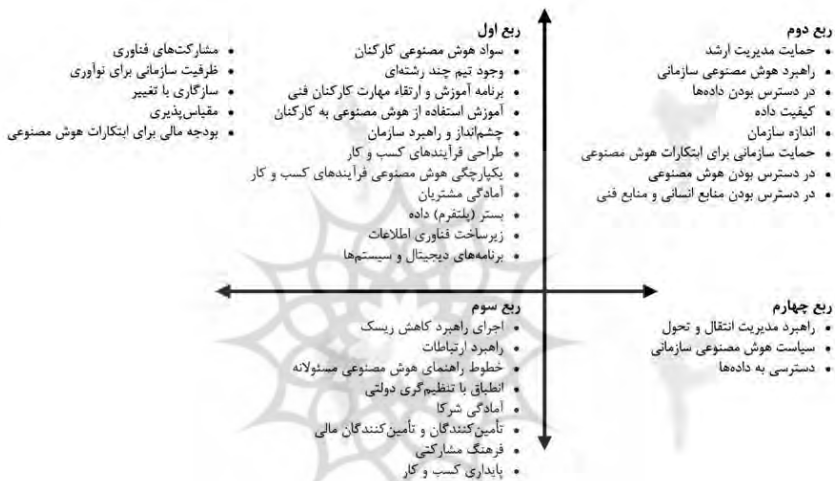 ربع دوم
• حمایت مدیریت ارشد
• راهبرد هوش مصنوعی سازمانی
• در دسترس بودن داده‌ها
• کیفیت داده
• اندازه سازمان
• حمایت سازمانی برای ابتکارات هوش مصنوعی
• در دسترس بودن هوش مصنوعی
• در دسترس بودن منابع انسانی و منابع فنی
ربع اول
• سواد هوش مصنوعی کارکنان
• وجود تیم چند رشته‌ای
• برنامه آموزش و ارتقاء مهارت کارکنان فنی
• آموزش استفاده از هوش مصنوعی به کارکنان
• چشم‌انداز و راهبرد سازمان
• طراحی فرآیندهای کسب و کار
• یکپارچگی هوش مصنوعی فرآیندهای کسب و کار
• آمادگی مشتریان
• بستر (پلتفرم) داده
• زیرساخت فناوری اطلاعات
• برنامه‌های دیجیتال و سیستم‌ها
• مشارکت‌های فناوری
• ظرفیت سازمانی برای نوآوری
• سازگاری با تغییر
• مقیاس‌پذیری
• بودجه مالی برای ابتکارات هوش مصنوعی
ربع چهارم
• راهبرد مدیریت انتقال و تحول
• سیاست هوش مصنوعی سازمانی
• دسترسی به داده‌ها
ربع سوم
• اجرای راهبرد کاهش ریسک
• راهبرد ارتباطات
• خطوط راهنمای هوش مصنوعی مسئولانه
• انطباق با تنظیم‌گری دولتی
• آمادگی شرکا
• تأمین‌کنندگان و تأمین‌کنندگان مالی
• فرهنگ مشارکتی
• پایداری کسب و کار